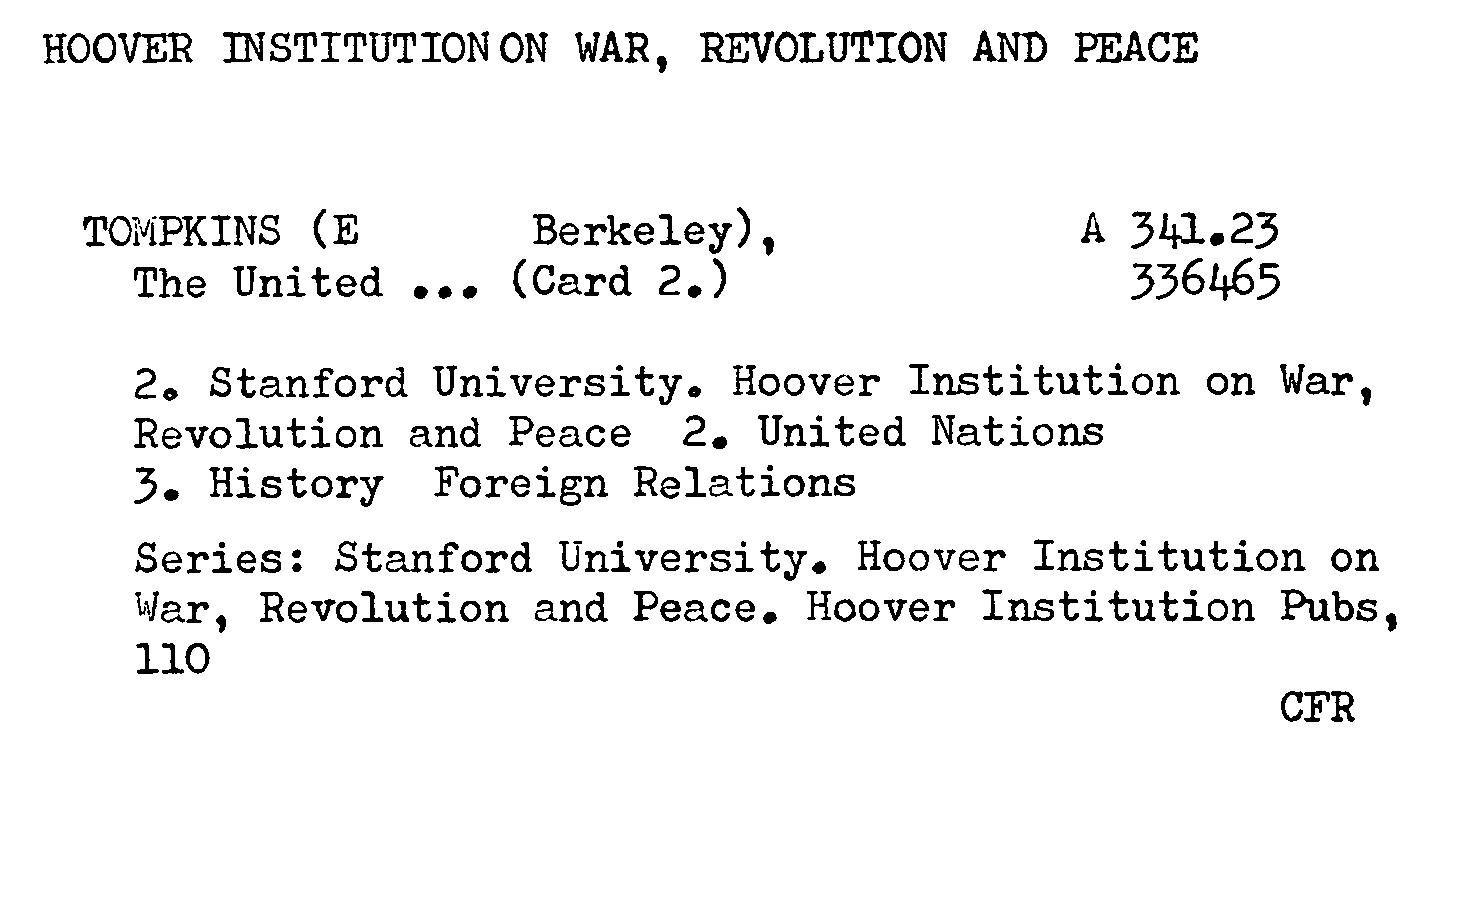 HOOVER INSTITUTION ON WAR, REVOLUTION AND PEACE
TOMPKINS (E Berkeley), A 341.23
The United ... (Card 2.) 336465
2. Stanford University. Hoover Institution on War,
Revolution and Peace 2. United Nations
3. History Foreign Relations
Series: Stanford University. Hoover Institution on
War, Revolution and Peace. Hoover Institution Pubs,
110
CFR